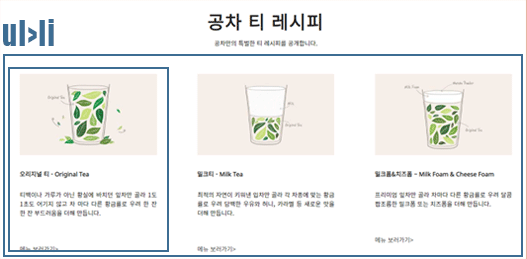 ul>li
공차 티 레시피
공차만의 특별한 티 레시피를 공개합니다.
Original Tea
Milk
Original Tea
Milk Foam
오리지널 티 - Original Tea
밀크티 - Milk Tea
밀크폼&치즈폼 – Milk Foam & Cheese Foam
티백이나 가루가 아닌 황실에 바치던 잎차만 골라 1도
1초도 어기지 않고 차 마다 다른 황금률로 우려 한 잔
한 잔 부드러움을 더해 만듭니다.
최적의 자연이 키워낸 잎차만 골라 각 차종에 맞는 황금
률로 우려 담백한 우유와 허니, 카라멜 등 새로운 맛을
더해 만듭니다.
프리미엄 잎차만 골라 차마다 다른 황금률로 우려 달콤
짭조름한 밀크폼 또는 치즈폼을 더해 만듭니다.
메뉴 보러가기>
메뉴 보러가기>
메뉴 보러가기>